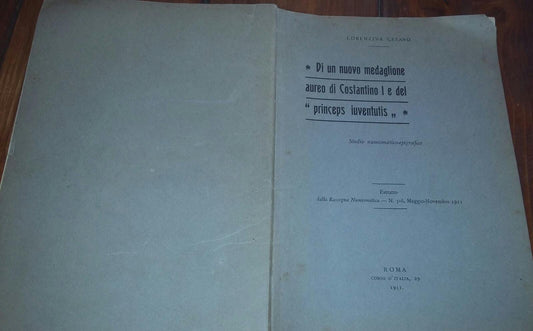 LORENZINA CESANO
* Di un nuovo medaglione
aureo di Costantino I e del
“ princeps iuventutis „ *
Studio numismatico-epigrafico
Estratto
dalla Rassegna Numismatica — N. 3-6, Maggio-Novembre 1911
ROMA
CORSO D'ITALIA, 29
1911.